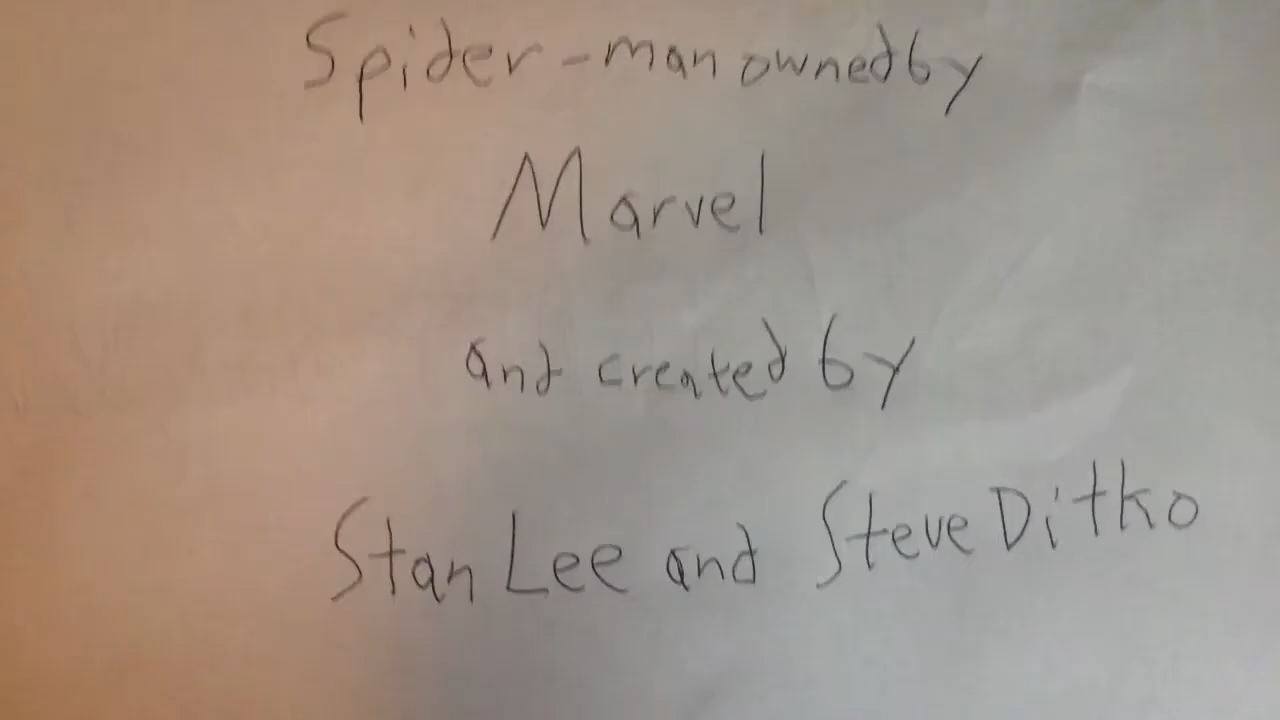 Spider-man owned by
Marvel
and created by
Stan Lee and Steve Ditko